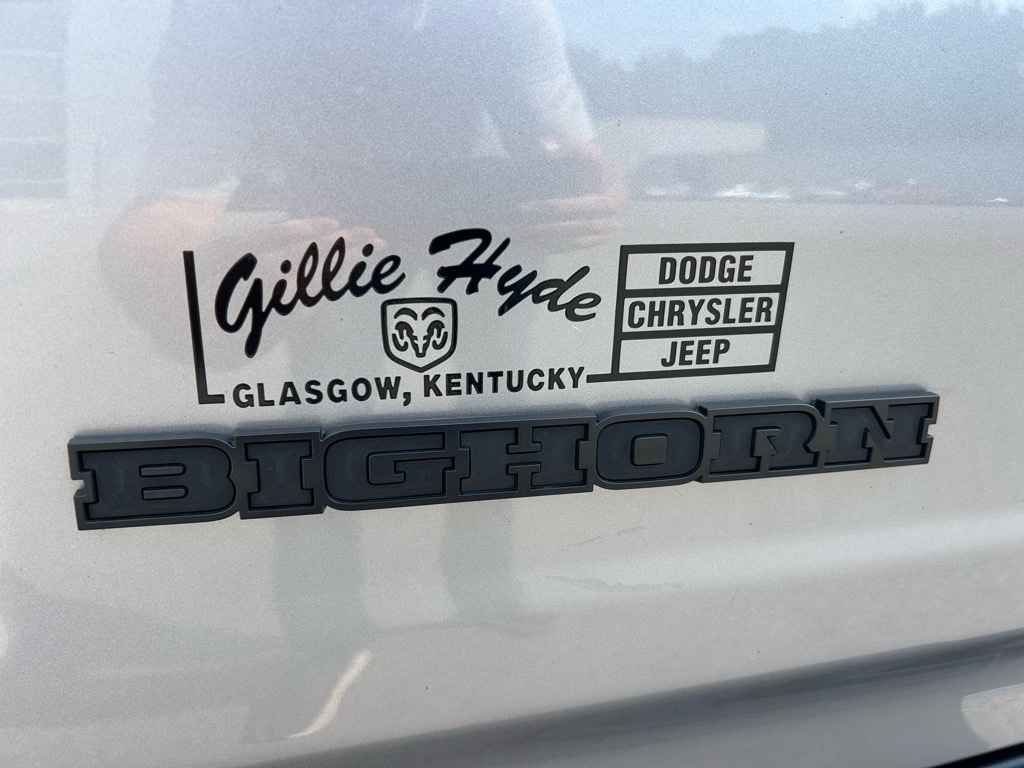 Gillie Hyde
GLASGOW, KENTUCKY
DODGE
CHRYSLER
JEEP
BIGHORN